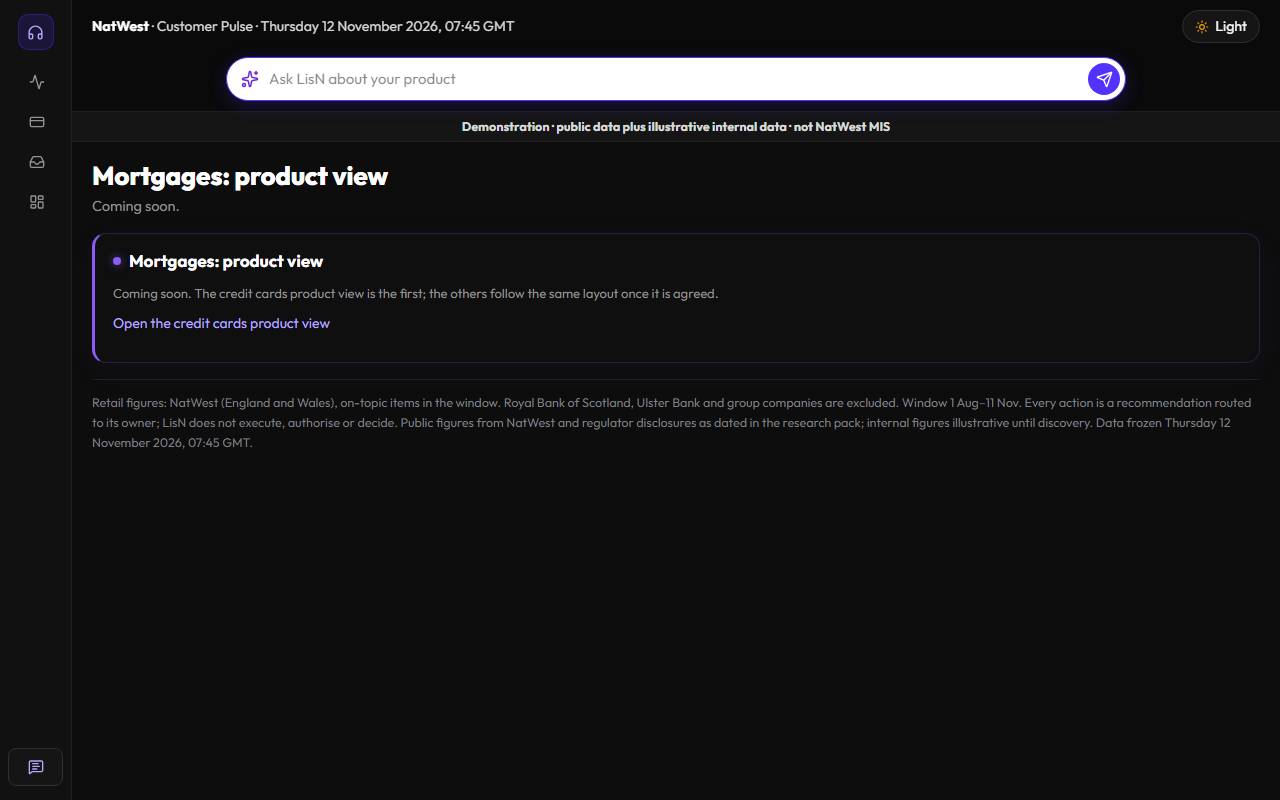 NatWest · Customer Pulse · Thursday 12 November 2026, 07:45 GMT
Light
Ask LisN about your product
Demonstration · public data plus illustrative internal data · not NatWest MIS
Mortgages: product view
Coming soon.
Mortgages: product view
Coming soon. The credit cards product view is the first; the others follow the same layout once it is agreed.
Open the credit cards product view
Retail figures: NatWest (England and Wales), on-topic items in the window. Royal Bank of Scotland, Ulster Bank and group companies are excluded. Window 1 Aug–11 Nov. Every action is a recommendation routed
to its owner; LisN does not execute, authorise or decide. Public figures from NatWest and regulator disclosures as dated in the research pack; internal figures illustrative until discovery. Data frozen Thursday 12
November 2026, 07:45 GMT.